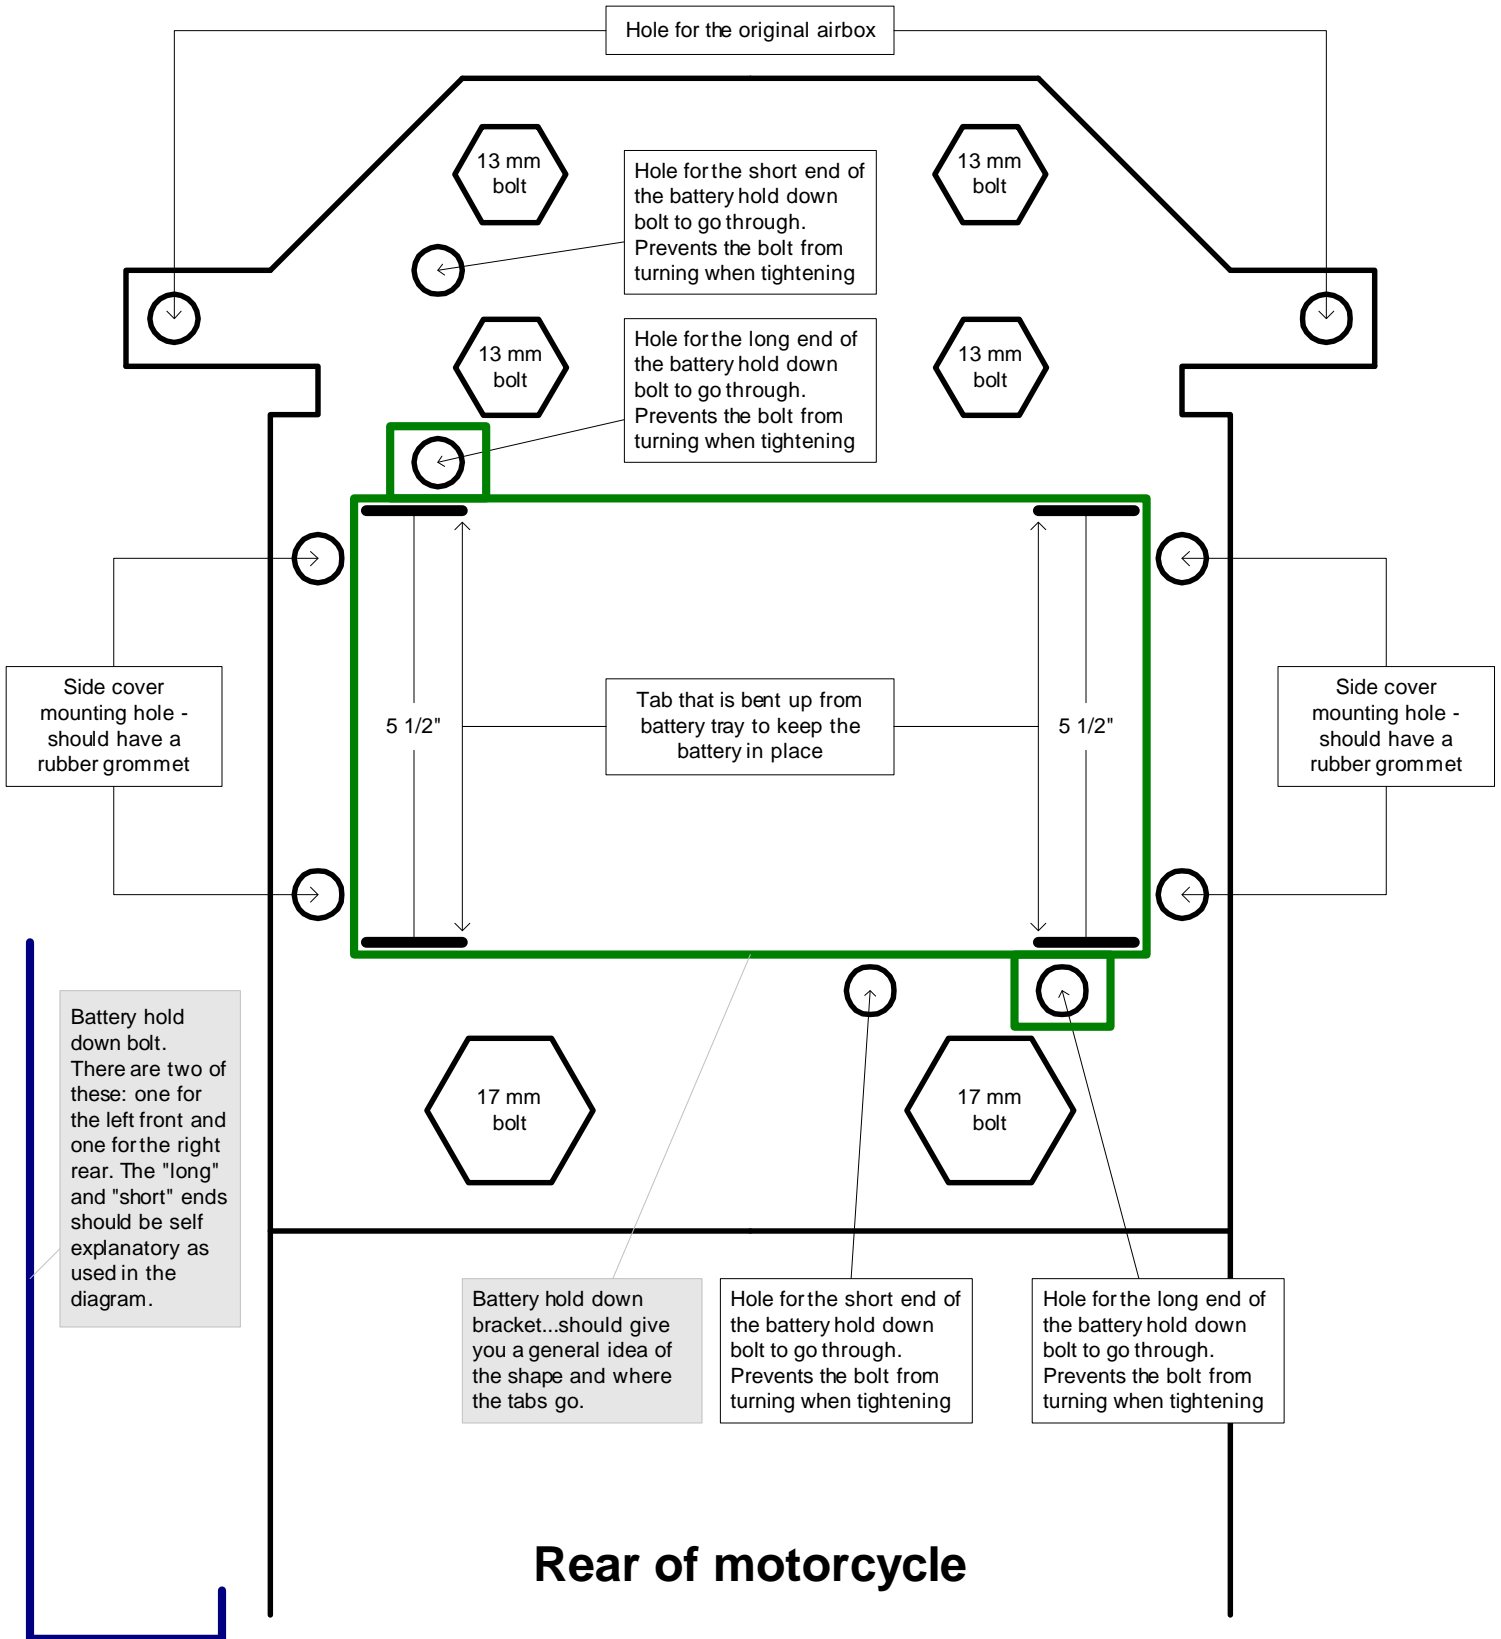 Hole for the original airbox
13 mm
bolt
13 mm
bolt
Hole for the short end of
the battery hold down
bolt to go through.
Prevents the bolt from
turning when tightening
13 mm
bolt
13 mm
bolt
Hole for the long end of
the battery hold down
bolt to go through.
Prevents the bolt from
turning when tightening
Side cover
mounting hole -
should have a
rubber grommet
5 1/2"
Tab that is bent up from
battery tray to keep the
battery in place
5 1/2"
Side cover
mounting hole -
should have a
rubber grommet
Battery hold
down bolt.
There are two of
these: one for
the left front and
one for the right
rear. The "long"
and "short" ends
should be self
explanatory as
used in the
diagram.
17 mm
bolt
17 mm
bolt
Battery hold down
bracket...should give
you a general idea of
the shape and where
the tabs go.
Hole for the short end of
the battery hold down
bolt to go through.
Prevents the bolt from
turning when tightening
Hole for the long end of
the battery hold down
bolt to go through.
Prevents the bolt from
turning when tightening
Rear of motorcycle